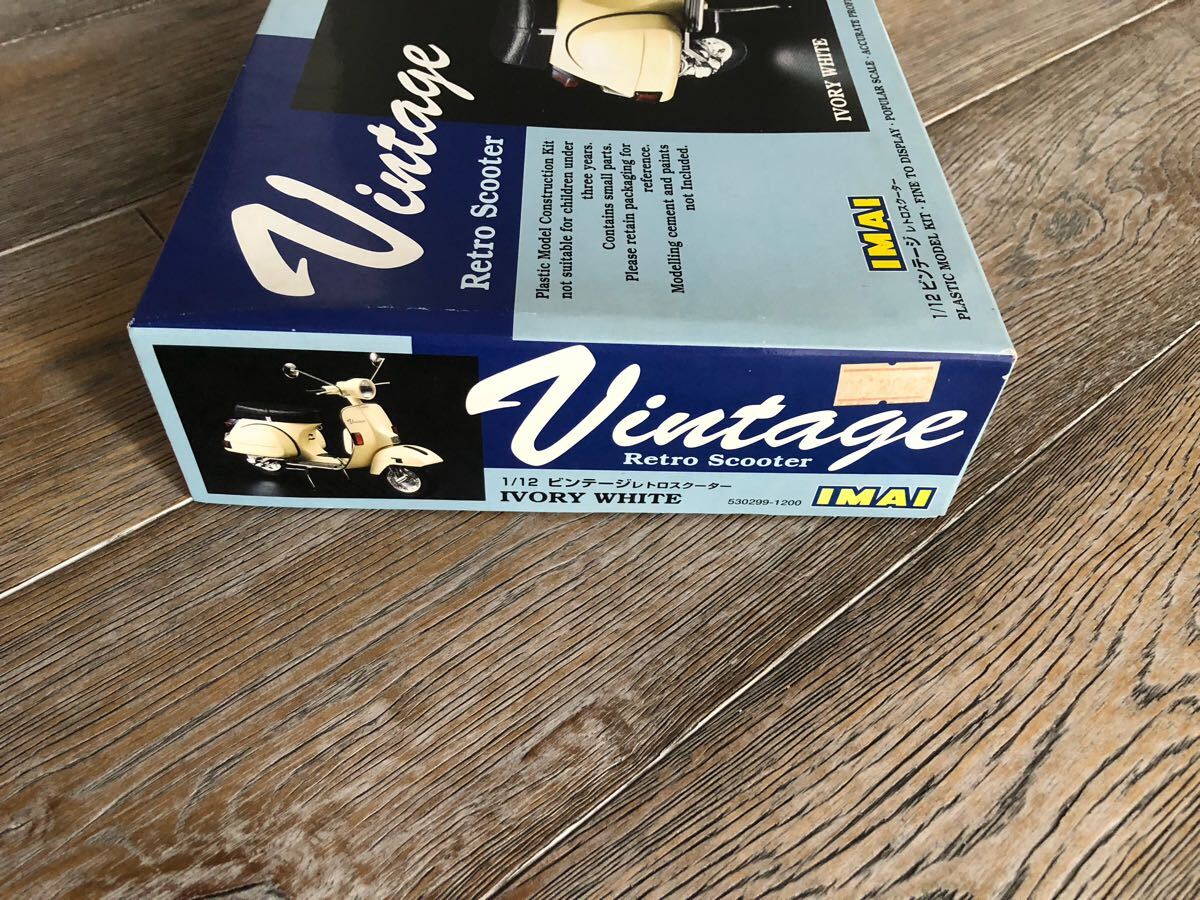 Vintage
Retro Scooter
IVORY WHITE
Plastic Model Construction Kit
not suitable for children under
three years.
Contains small parts.
Please retain packaging for
reference.
Modelling cement and paints
not Included.
IMAI
1/12 ビンテージ レトロスクーター
PLASTIC MODEL KIT · FINE TO DISPLAY · POPULAR SCALE · ACCURATE
Vintage
Retro Scooter
1/12 ビンテージ レトロスクーター
IVORY WHITE
530299-1200
IMAI